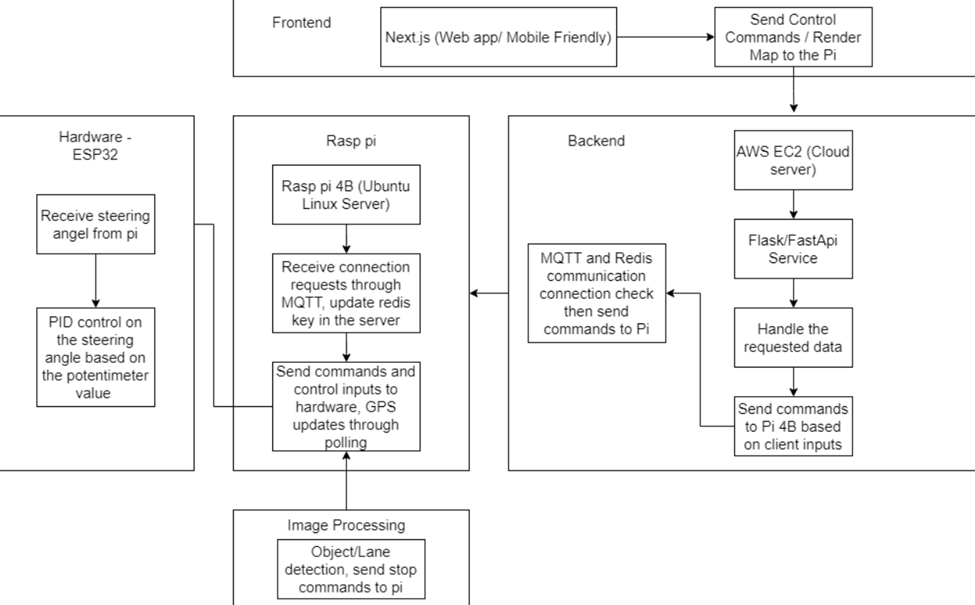 Frontend
Next.js (Web app/ Mobile Friendly)
Send Control
Commands / Render
Map to the Pi
Hardware -
ESP32
Receive steering
angel from pi
PID control on
the steering
angle based on
the potentimeter
value
Rasp pi
Rasp pi 4B (Ubuntu
Linux Server)
Receive connection
requests through
MQTT, update redis
key in the server
Send commands and
control inputs to
hardware, GPS
updates through
polling
Backend
AWS EC2 (Cloud
server)
Flask/FastApi
Service
Handle the
requested data
Send commands
to Pi 4B based
on client inputs
MQTT and Redis
communication
connection check
then send
commands to Pi
Image Processing
Object/Lane
detection, send stop
commands to pi